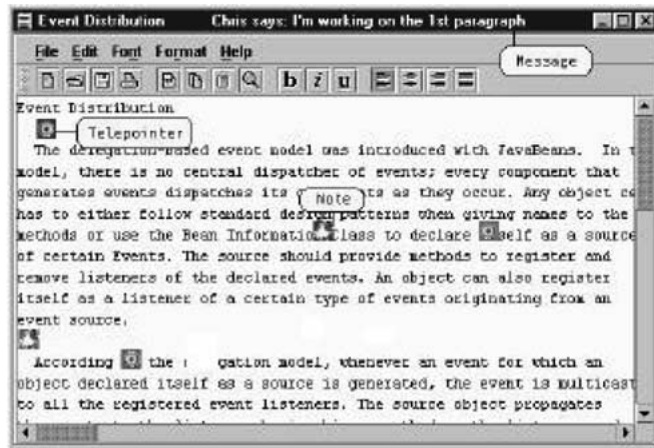 Event Distribution Chris says: I'm working on the 1st paragraph
File Edit Font Format Help
Message
b i u
Event Distribution
Telepointer
The delegation-based event model was introduced with JavaBeans. In
model, there is no central dispatcher of events; every component that
generates events dispatches its as they occur. Any object
Note
has to either follow standard design patterns when giving names to the
methods or use the Bean Information Class to declare self as a source
of certain Events. The source should provide methods to register and
remove listeners of the declared events. An object can also register
itself as a listener of a certain type of events originating from an
event source.
According the gation model, whenever an event for which an
object declared itself as a source is generated, the event is multicast
to all the registered event listeners. The source object propagates